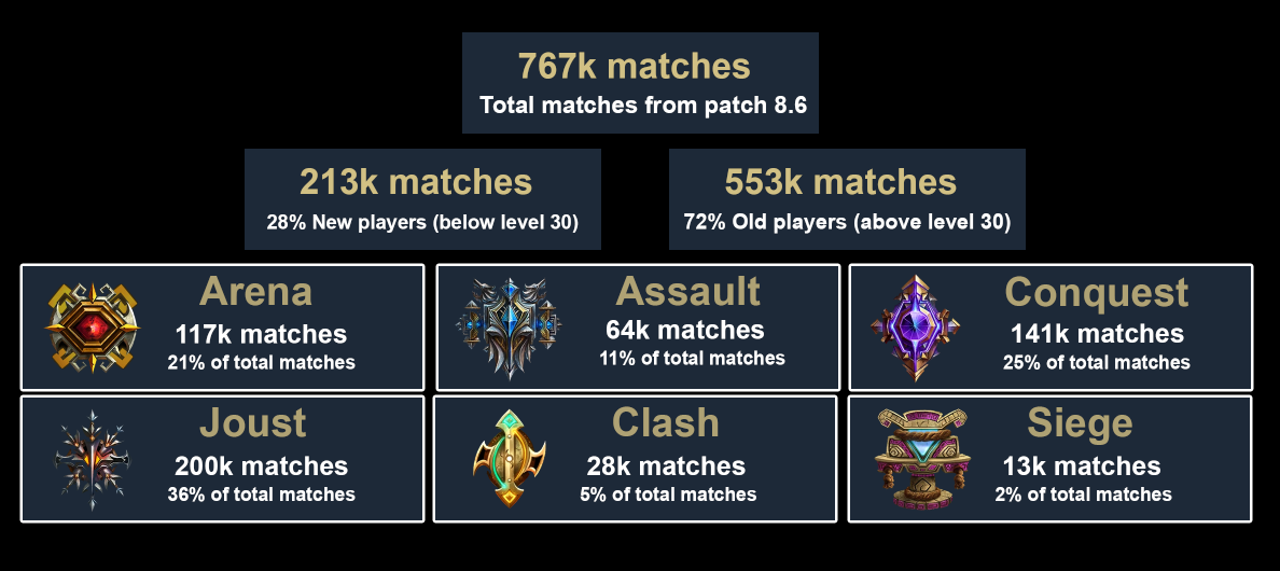 767k matches
Total matches from patch 8.6
213k matches
28% New players (below level 30)
553k matches
72% Old players (above level 30)
Arena
117k matches
21% of total matches
Assault
64k matches
11% of total matches
Conquest
141k matches
25% of total matches
Joust
200k matches
36% of total matches
Clash
28k matches
5% of total matches
Siege
13k matches
2% of total matches